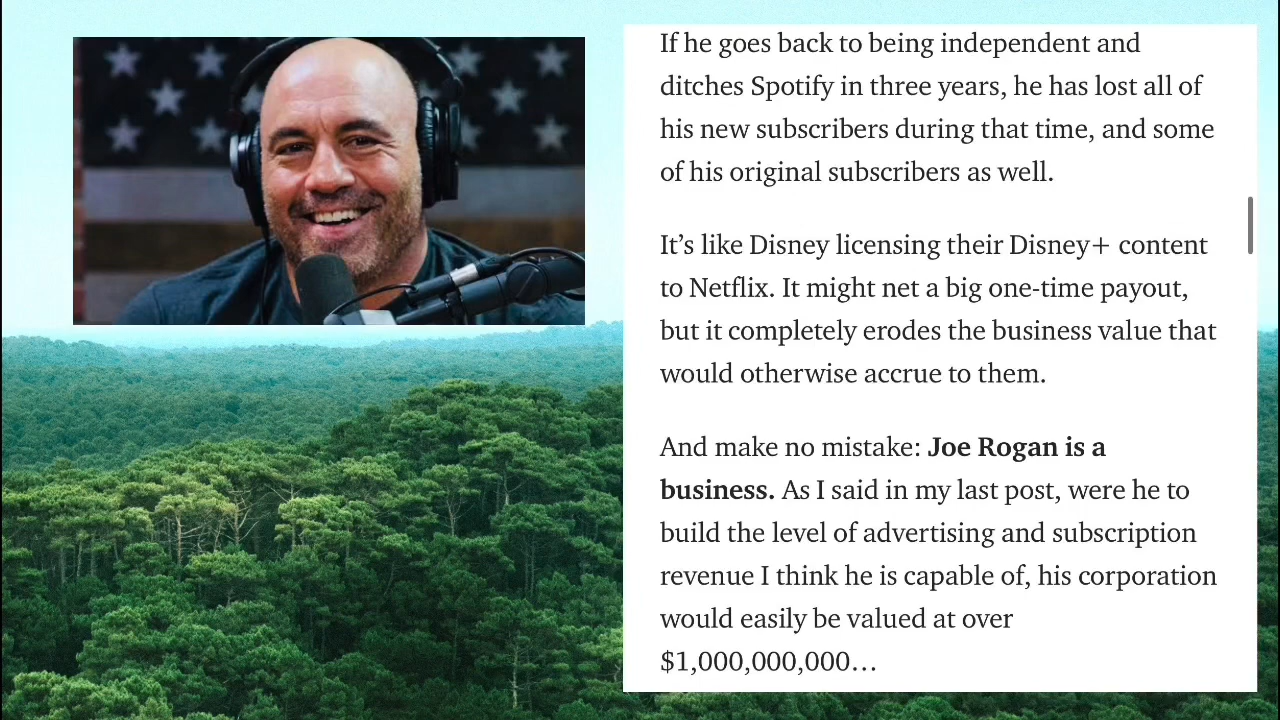 If he goes back to being independent and
ditches Spotify in three years, he has lost all of
his new subscribers during that time, and some
of his original subscribers as well.
It’s like Disney licensing their Disney+ content
to Netflix. It might net a big one-time payout,
but it completely erodes the business value that
would otherwise accrue to them.
And make no mistake: Joe Rogan is a
business. As I said in my last post, were he to
build the level of advertising and subscription
revenue I think he is capable of, his corporation
would easily be valued at over
$1,000,000,000…